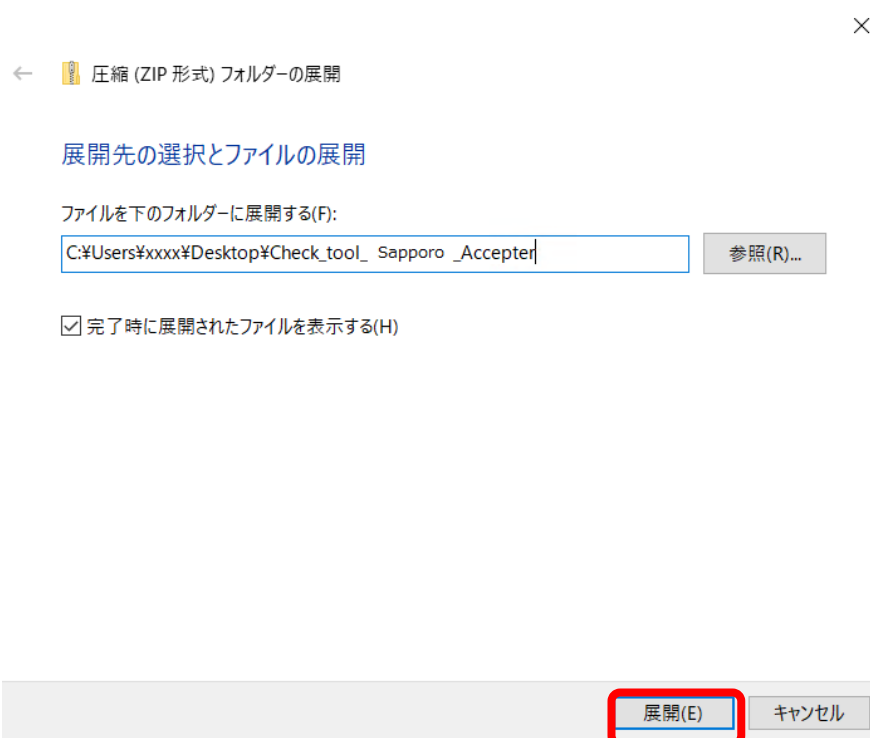 圧縮 (ZIP 形式) フォルダーの展開
展開先の選択とファイルの展開
ファイルを下のフォルダーに展開する(F):
C:¥Users¥xxxx¥Desktop¥Check_tool_ Sapporo _Accepter
参照(R)...
完了時に展開されたファイルを表示する(H)
展開(E)
キャンセル